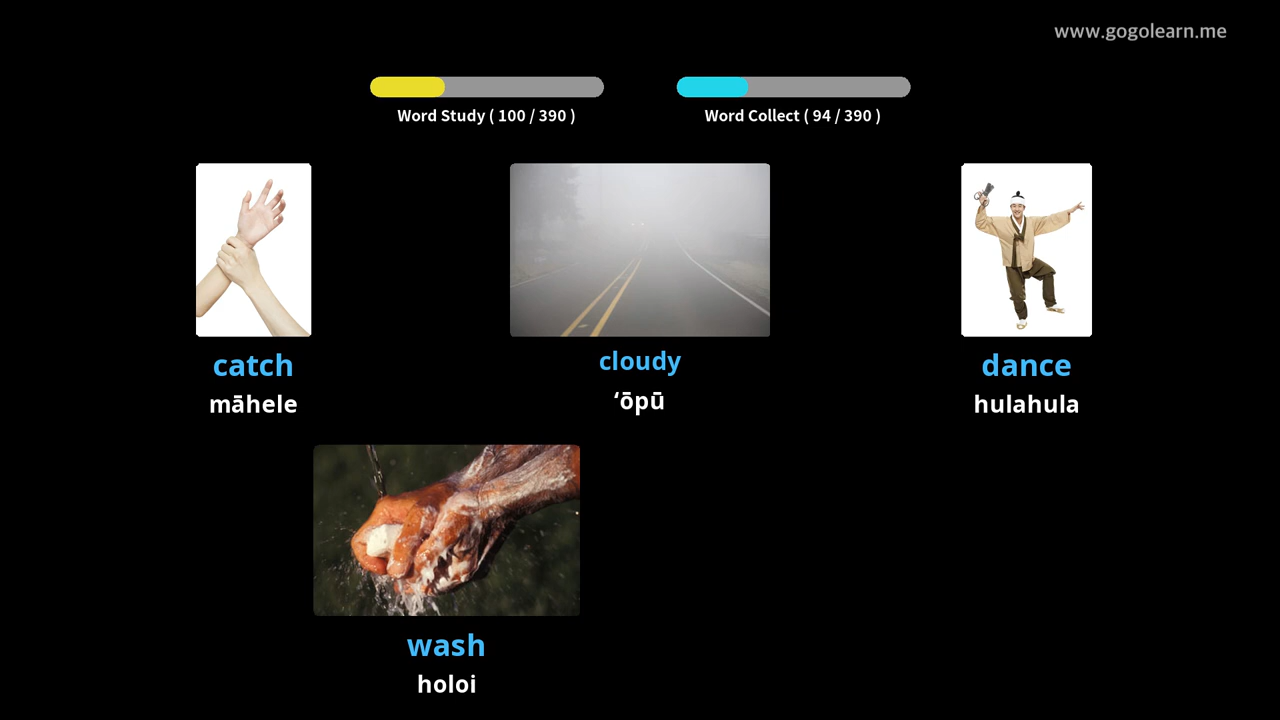 www.gogolearn.me
Word Study ( 100 / 390 )
Word Collect ( 94 / 390 )
catch
māhele
cloudy
ʻōpū
dance
hulahula
wash
holoi